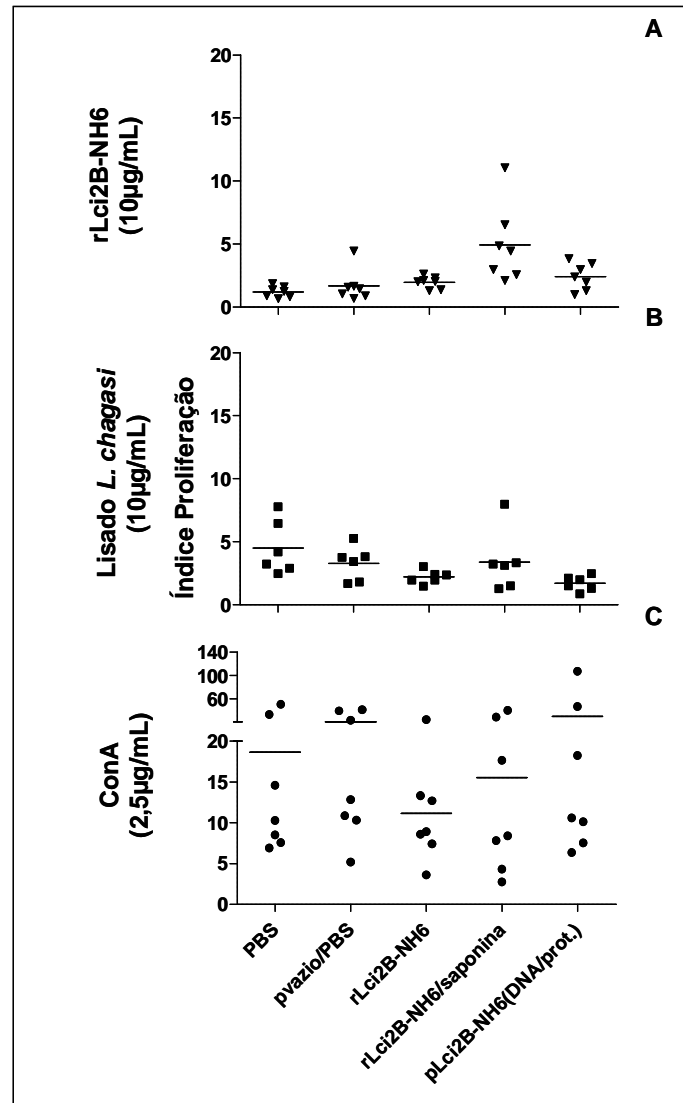 A
rLci2B-NH6
(10µg/mL)
20
15
10
5
0
B
Lisado L. chagasi
(10µg/mL)
Índice Proliferação
20
15
10
5
0
C
ConA
(2,5µg/mL)
140
100
60
20
15
10
5
0
PBS
pvazio/PBS
rLci2B-NH6
rLci2B-NH6/saponina
pLci2B-NH6(DNA/prot.)